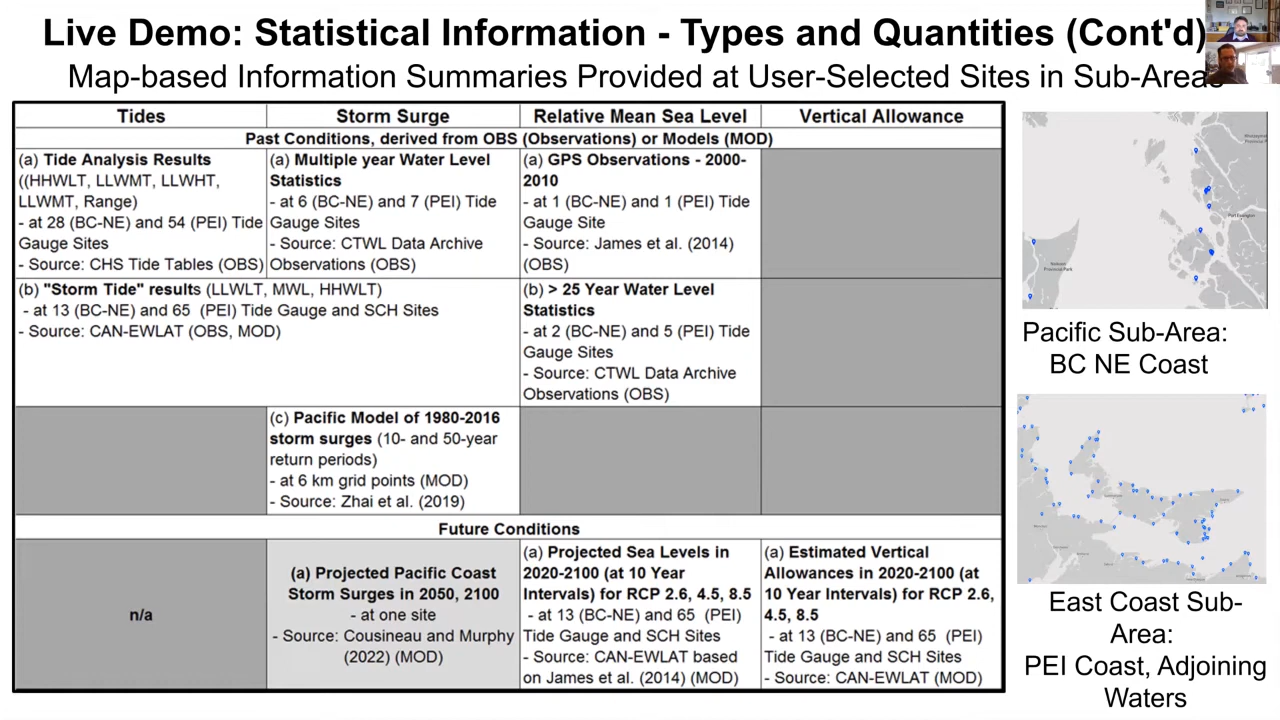 Live Demo: Statistical Information - Types and Quantities (Cont'd)
Map-based Information Summaries Provided at User-Selected Sites in Sub-Areas
Tides
Storm Surge
Relative Mean Sea Level
Vertical Allowance
Past Conditions, derived from OBS (Observations) or Models (MOD)
(a) Tide Analysis Results
((HHWLT, LLWMT, LLWHT,
LLWMT, Range)
- at 28 (BC-NE) and 54 (PEI) Tide
Gauge Sites
- Source: CHS Tide Tables (OBS)
(a) Multiple year Water Level
Statistics
- at 6 (BC-NE) and 7 (PEI) Tide
Gauge Sites
- Source: CTWL Data Archive
Observations (OBS)
(a) GPS Observations - 2000-
2010
- at 1 (BC-NE) and 1 (PEI) Tide
Gauge Site
- Source: James et al. (2014)
(OBS)
(b) "Storm Tide" results (LLWLT, MWL, HHWLT)
- at 13 (BC-NE) and 65 (PEI) Tide Gauge and SCH Sites
- Source: CAN-EWLAT (OBS, MOD)
(b) > 25 Year Water Level
Statistics
- at 2 (BC-NE) and 5 (PEI) Tide
Gauge Sites
- Source: CTWL Data Archive
Observations (OBS)
(c) Pacific Model of 1980-2016
storm surges (10- and 50-year
return periods)
- at 6 km grid points (MOD)
- Source: Zhai et al. (2019)
Future Conditions
n/a
(a) Projected Pacific Coast
Storm Surges in 2050, 2100
- at one site
- Source: Cousineau and Murphy
(2022) (MOD)
(a) Projected Sea Levels in
2020-2100 (at 10 Year
Intervals) for RCP 2.6, 4.5, 8.5
- at 13 (BC-NE) and 65 (PEI)
Tide Gauge and SCH Sites
- Source: CAN-EWLAT based
on James et al. (2014) (MOD)
(a) Estimated Vertical
Allowances in 2020-2100 (at
10 Year Intervals) for RCP 2.6,
4.5, 8.5
- at 13 (BC-NE) and 65 (PEI)
Tide Gauge and SCH Sites
- Source: CAN-EWLAT (MOD)
Pacific Sub-Area:
BC NE Coast
East Coast Sub-
Area:
PEI Coast, Adjoining
Waters